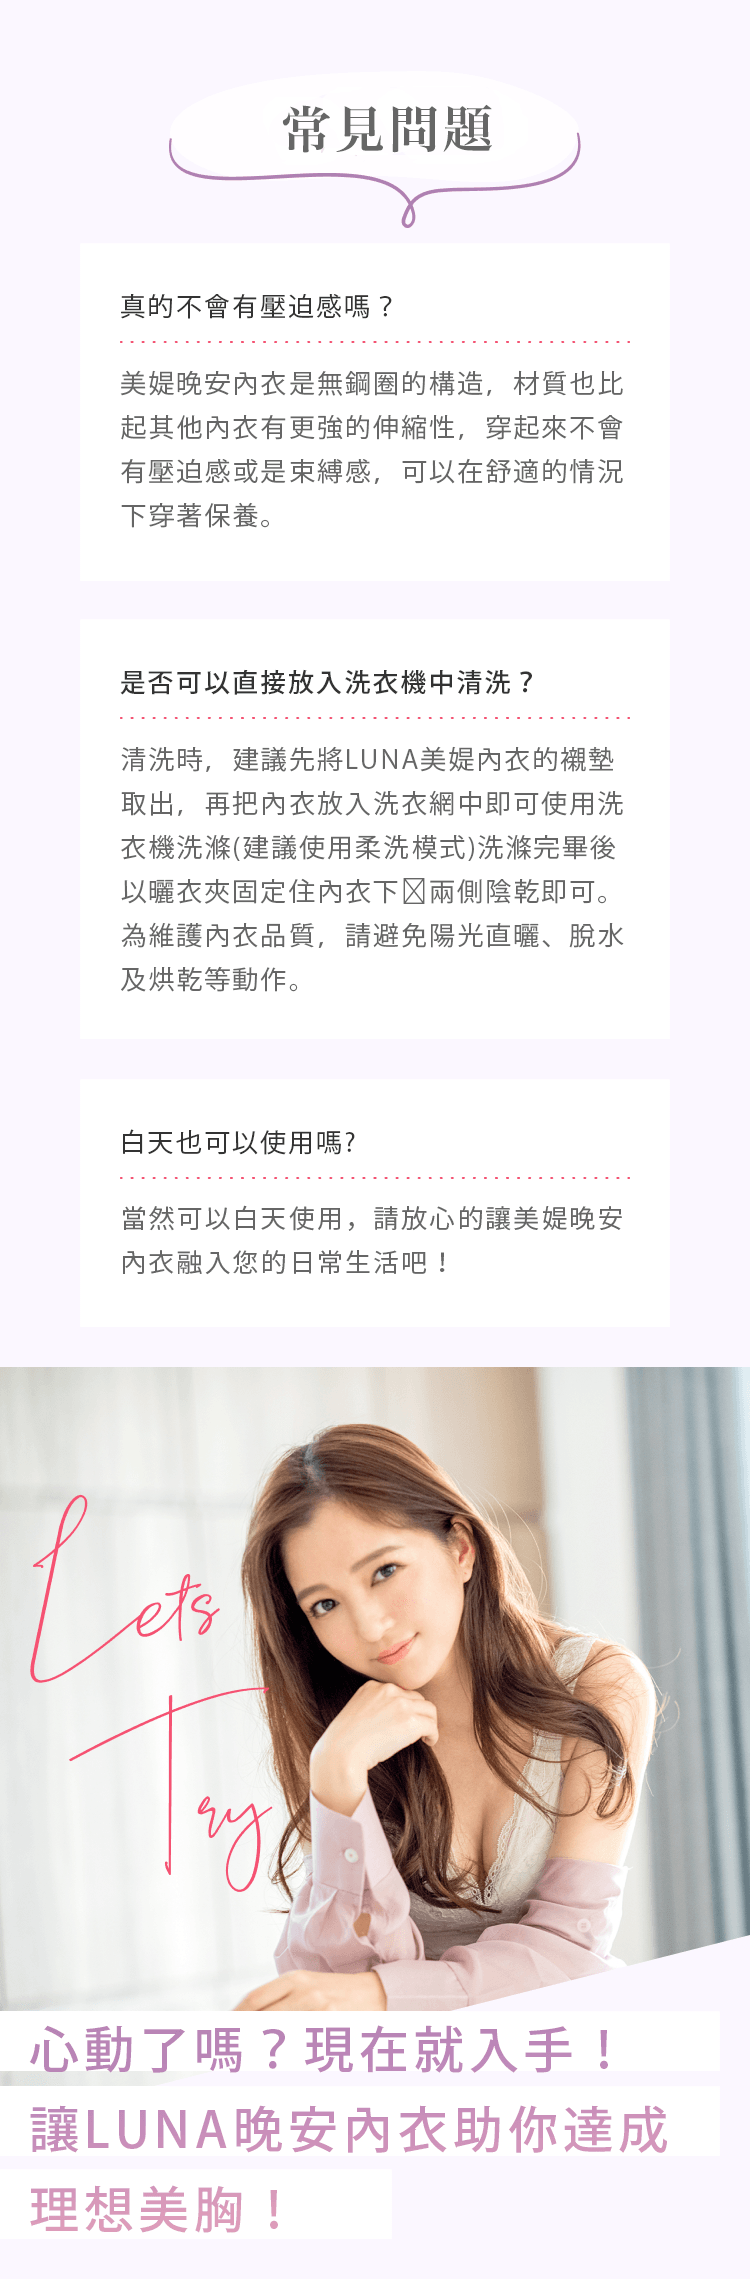 常見問題
真的不會有壓迫感嗎？
美媞晚安內衣是無鋼圈的構造，材質也比
起其他內衣有更強的伸縮性，穿起來不會
有壓迫感或是束縛感，可以在舒適的情況
下穿著保養。
是否可以直接放入洗衣機中清洗？
清洗時，建議先將LUNA美媞內衣的襯墊
取出，再把內衣放入洗衣網中即可使用洗
衣機洗滌(建議使用柔洗模式)洗滌完畢後
以曬衣夾固定住內衣下兩側陰乾即可。
為維護內衣品質，請避免陽光直曬、脫水
及烘乾等動作。
白天也可以使用嗎?
當然可以白天使用，請放心的讓美媞晚安
內衣融入您的日常生活吧！
Lets
Try
心動了嗎？現在就入手！
讓LUNA晚安內衣助你達成
理想美胸！